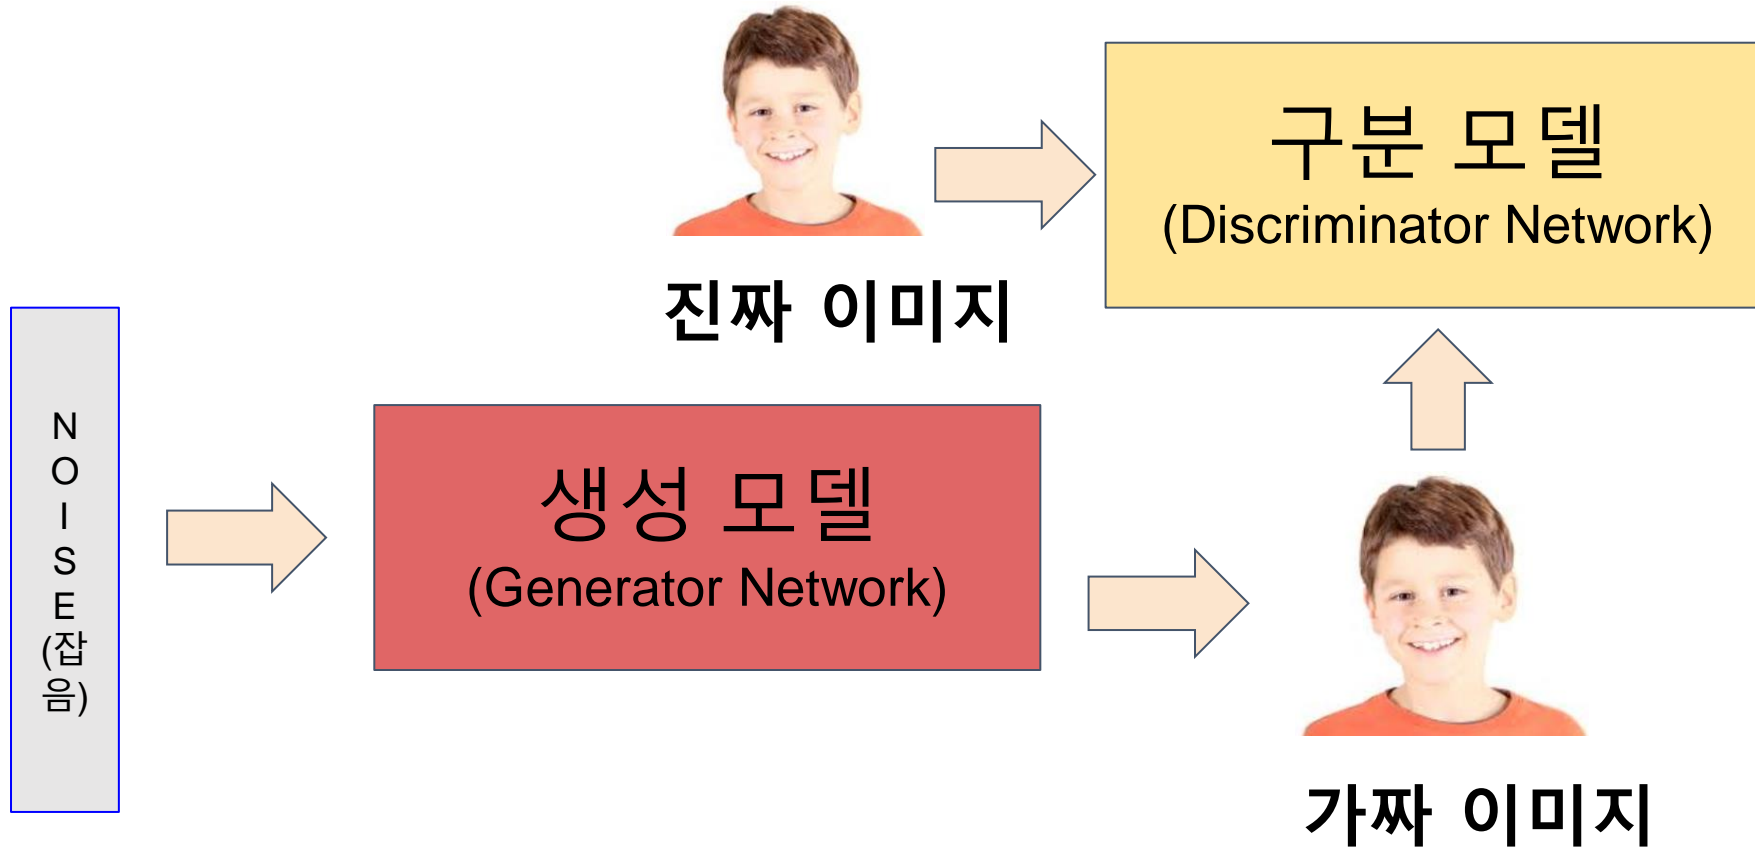 구분 모델
(Discriminator Network)
진짜 이미지
N
O
I
S
E
(잡
음)
생성 모델
(Generator Network)
가짜 이미지